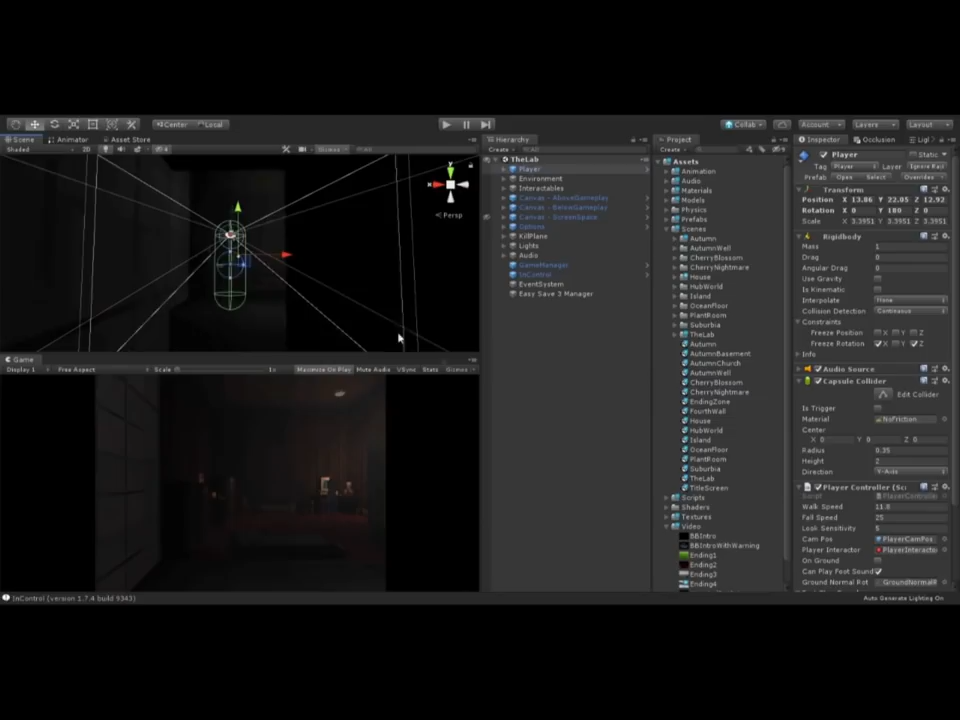 Center Local
Collab
Account
Layers
Layout
Scene
Animator
Asset Store
Shaded
2D
Gizmos
Persp
Game
Display 1
Free Aspect
Scale
1x
Maximize On Play
Mute Audio
VSync
Stats
Gizmos
Hierarchy
Create
TheLab
Player
Environment
Interactables
Canvas - AboveGameplay
Canvas - BelowGameplay
Canvas - ScreenSpace
Options
KillPlane
Lights
Audio
GameManager
InControl
EventSystem
Easy Save 3 Manager
Project
Create
Assets
Animation
Audio
Materials
Models
Physics
Prefabs
Scenes
Autumn
AutumnWell
CherryBlossom
CherryNightmare
House
HubWorld
Island
OceanFloor
PlantRoom
Suburbia
TheLab
Autumn
AutumnBasement
AutumnChurch
AutumnWell
CherryBlossom
CherryNightmare
EndingZone
FourthWall
House
HubWorld
Island
OceanFloor
PlantRoom
Suburbia
TheLab
TitleScreen
Scripts
Shaders
Textures
Video
BBIntro
BBIntroWithWarning
Ending1
Ending2
Ending3
Ending4
Inspector
Occlusion
Player
Static
Tag Player Layer Ignore Rai
Prefab Open Select Overrides
Transform
Position X 13.86 Y 22.05 Z 12.92
Rotation X 0 Y 180 Z 0
Scale X 3.3951 Y 3.3951 Z 3.3951
Rigidbody
Mass 1
Drag 0
Angular Drag 0
Use Gravity
Is Kinematic
Interpolate None
Collision Detection Continuous
Constraints
Freeze Position X Y Z
Freeze Rotation X Y Z
Info
Audio Source
Capsule Collider
Edit Collider
Is Trigger
Material NoFriction
Center
X 0 Y 0 Z 0
Radius 0.35
Height 2
Direction Y-Axis
Player Controller (Sc
Script PlayerControlle
Walk Speed 11.8
Fall Speed 25
Look Sensitivity 5
Cam Pos PlayerCamPos
Player Interactor PlayerInteractor
On Ground
Can Play Foot Sound
Ground Normal Rot GroundNormalR
InControl (version 1.7.4 build 9343)
Auto Generate Lighting On